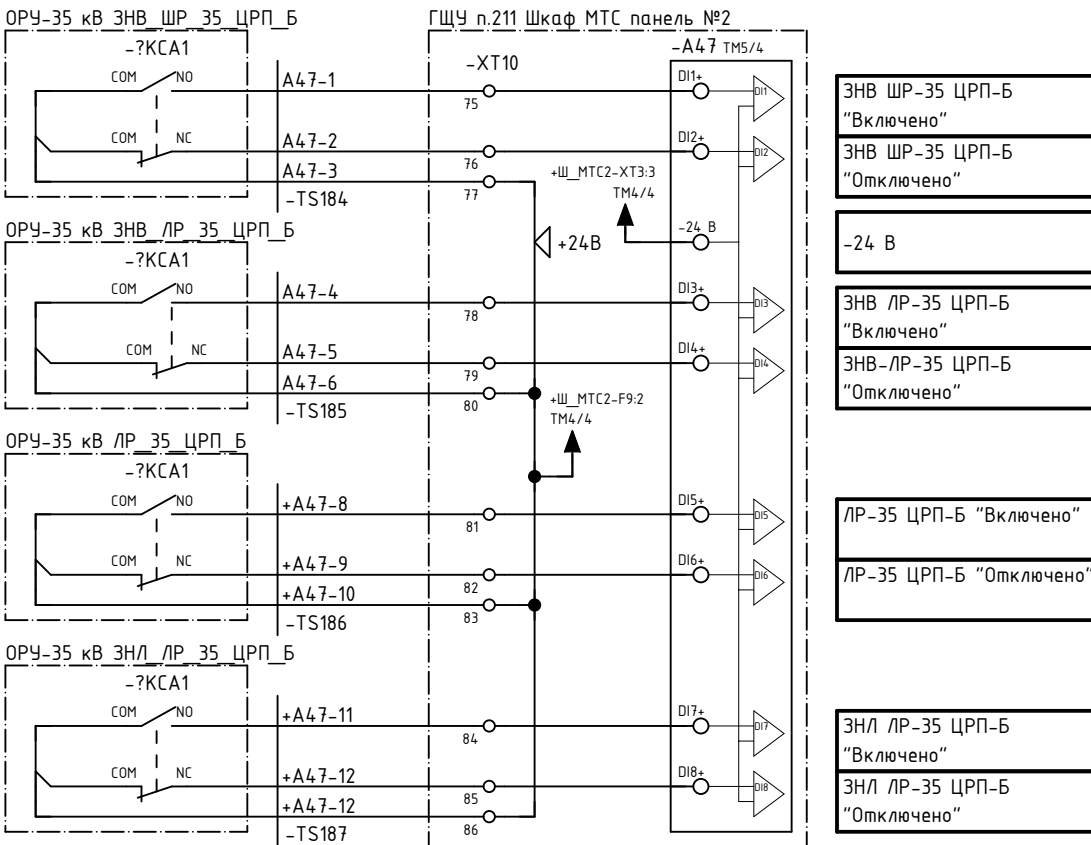 ОРУ-35 кВ ЗНВ_ШР_35_ЦРП_Б
ГЩУ п.211 Шкаф МТС панель №2
-?KCA1
COM
NO
COM
NC
A47-1
A47-2
A47-3
-TS184
-XT10
75
76
77
-A47 TM5/4
DI1+
DI1
DI2+
DI2
+Ш_МТС2-XT3:3
TM4/4
-24 В
+24В
ЗНВ ШР-35 ЦРП-Б
"Включено"
ЗНВ ШР-35 ЦРП-Б
"Отключено"
-24 В
ОРУ-35 кВ ЗНВ_ЛР_35_ЦРП_Б
-?KCA1
COM
NO
COM
NC
A47-4
A47-5
A47-6
-TS185
78
79
80
DI3+
DI3
DI4+
DI4
+Ш_МТС2-F9:2
TM4/4
ЗНВ ЛР-35 ЦРП-Б
"Включено"
ЗНВ-ЛР-35 ЦРП-Б
"Отключено"
ОРУ-35 кВ ЛР_35_ЦРП_Б
-?KCA1
COM
NO
COM
NC
+A47-8
+A47-9
+A47-10
-TS186
81
82
83
DI5+
DI5
DI6+
DI6
ЛР-35 ЦРП-Б "Включено"
ЛР-35 ЦРП-Б "Отключено"
ОРУ-35 кВ ЗНЛ_ЛР_35_ЦРП_Б
-?KCA1
COM
NO
COM
NC
+A47-11
+A47-12
+A47-12
-TS187
84
85
86
DI7+
DI7
DI8+
DI8
ЗНЛ ЛР-35 ЦРП-Б
"Включено"
ЗНЛ ЛР-35 ЦРП-Б
"Отключено"